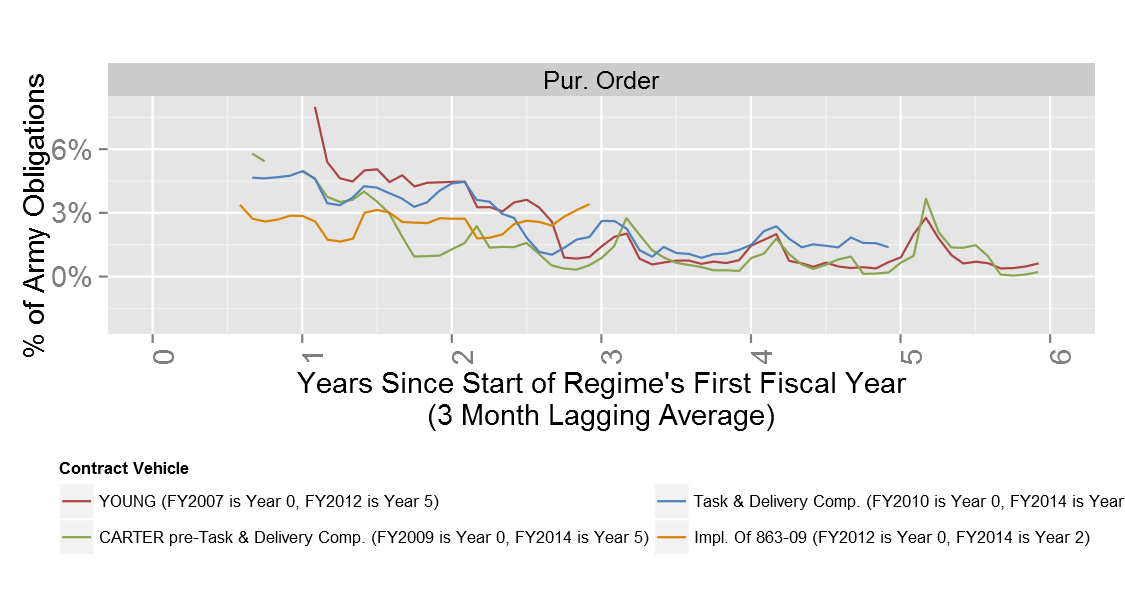 Pur. Order
% of Army Obligations
6%
3%
0%
0
1
2
3
4
5
6
Years Since Start of Regime's First Fiscal Year
(3 Month Lagging Average)
Contract Vehicle
YOUNG (FY2007 is Year 0, FY2012 is Year 5)
Task & Delivery Comp. (FY2010 is Year 0, FY2014 is Year
CARTER pre-Task & Delivery Comp. (FY2009 is Year 0, FY2014 is Year 5)
Impl. Of 863-09 (FY2012 is Year 0, FY2014 is Year 2)